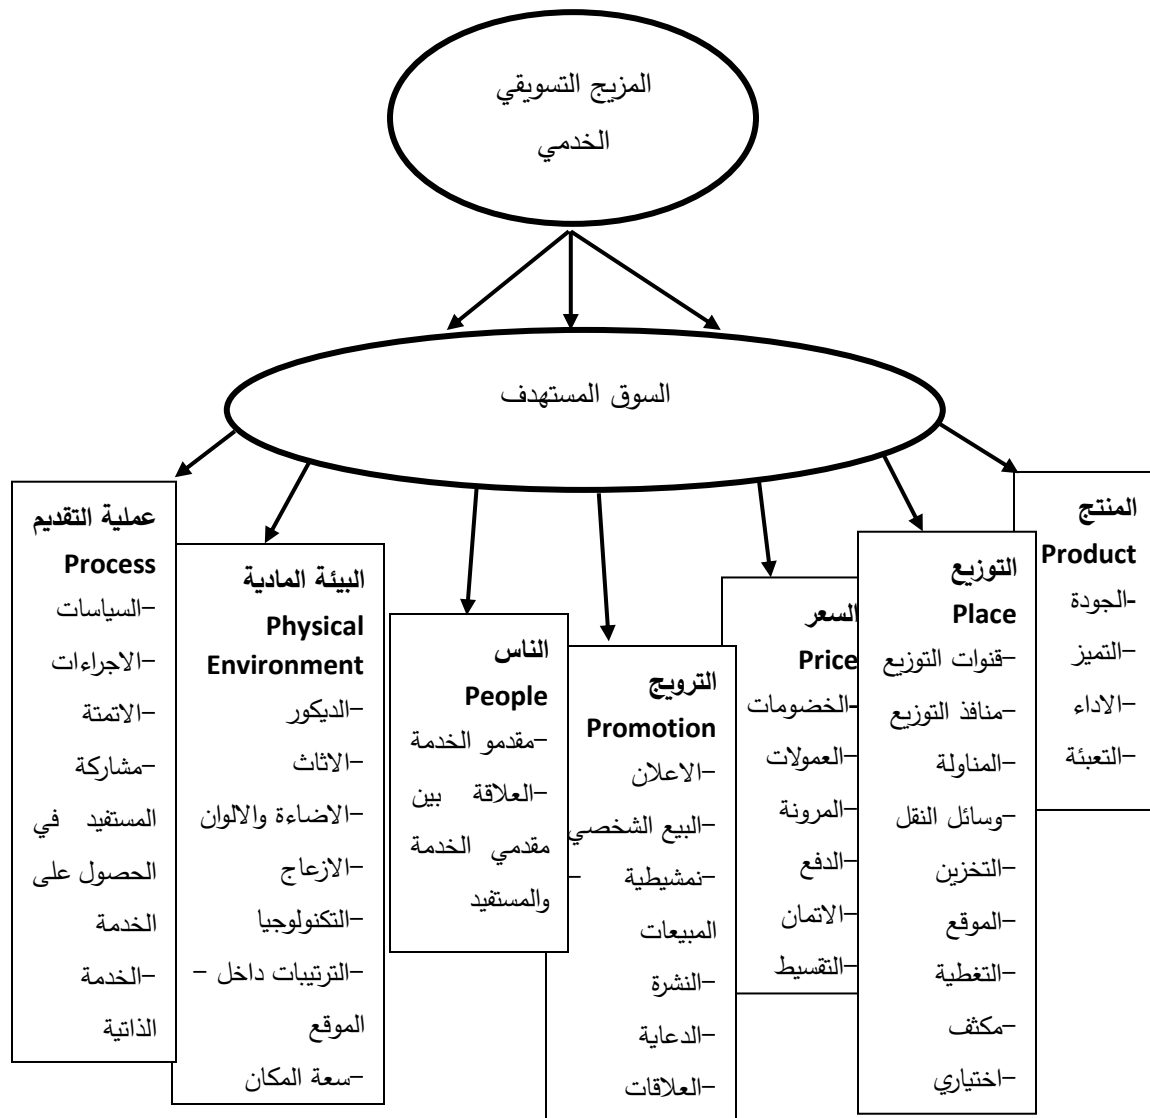 المزيج التسويقي
الخدمي
السوق المستهدف
المنتج
Product
-الجودة
-التميز
-الاداء
-التعبئة
التوزيع
Place
-قنوات التوزيع
-منافذ التوزيع
-المناولة
-وسائل النقل
-التخزين
-الموقع
-التغطية
-مكثف
-اختياري
السعر
Price
-الخضومات
-العمولات
-المرونة
-الدفع
-الاتمان
-التقسيط
الترويج
Promotion
-الاعلان
-البيع الشخصي
-نمشيطية -
المبيعات
-النشرة
-الدعاية
-العلاقات
الناس
People
-مقدمو الخدمة
-العلاقة بين
مقدمي الخدمة
والمستفيد
البيئة المادية
Physical
Environment
-الديكور
-الاثاث
-الاضاءة والالوان
-الازعاج
-التكنولوجيا
-الترتيبات داخل -
الموقع
-سعة المكان
عملية التقديم
Process
-السياسات
-الاجراءات
-الاتمتة
-مشاركة
المستفيد في
الحصول على
الخدمة
-الخدمة
الذاتية